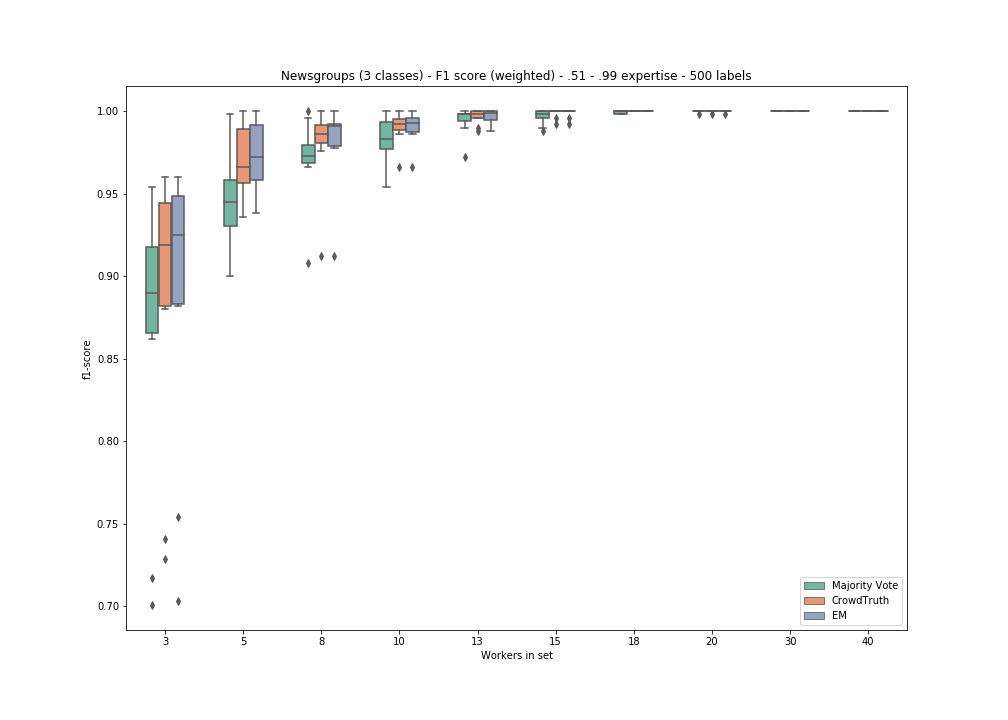 Newsgroups (3 classes) - F1 score (weighted) - .51 - .99 expertise - 500 labels
1.00
0.95
0.90
0.85
f1-score
0.80
0.75
0.70
Majority Vote
CrowdTruth
EM
3 5 8 10 13 15 18 20 30 40
Workers in set